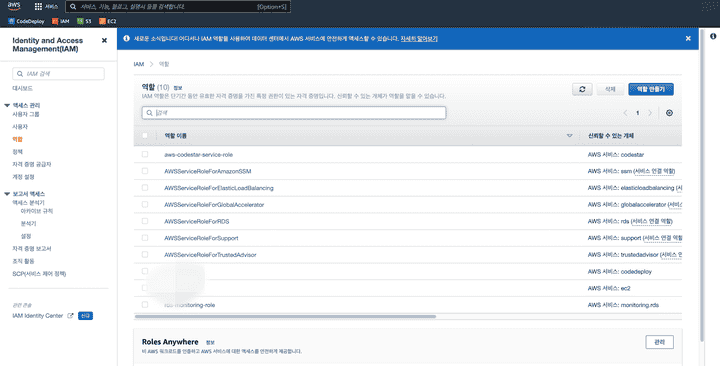 aws
서비스
서비스, 기능, 블로그, 설명서 등을 검색합니다.
[Option+S]
CodeDeploy
IAM
S3
EC2
Identity and Access
Management(IAM)
IAM 검색
대시보드
액세스 관리
사용자 그룹
사용자
역할
정책
자격 증명 공급자
계정 설정
보고서 액세스
액세스 분석기
아카이브 규칙
분석기
설정
자격 증명 보고서
조직 활동
SCP(서비스 제어 정책)
관련 콘솔
IAM Identity Center
신규
새로운 소식입니다! 어디서나 IAM 역할을 사용하여 데이터 센터에서 AWS 서비스에 안전하게 액세스할 수 있습니다. 자세히 알아보기
IAM > 역할
역할 (10) 정보
IAM 역할은 단기간 동안 유효한 자격 증명을 가진 특정 권한이 있는 자격 증명입니다. 신뢰할 수 있는 개체가 역할을 맡을 수 있습니다.
삭제
역할 만들기
검색
1
역할 이름
신뢰할 수 있는 개체
aws-codestar-service-role
AWS 서비스: codestar
AWSServiceRoleForAmazonSSM
AWS 서비스: ssm (서비스 연결 역할)
AWSServiceRoleForElasticLoadBalancing
AWS 서비스: elasticloadbalancing (서
AWSServiceRoleForGlobalAccelerator
AWS 서비스: globalaccelerator (서비스
AWSServiceRoleForRDS
AWS 서비스: rds (서비스 연결 역할)
AWSServiceRoleForSupport
AWS 서비스: support (서비스 연결 역할
AWSServiceRoleForTrustedAdvisor
AWS 서비스: trustedadvisor (서비스 연
AWS 서비스: codedeploy
AWS 서비스: ec2
rds-monitoring-role
AWS 서비스: monitoring.rds
Roles Anywhere 정보
비 AWS 워크로드를 인증하고 AWS 서비스에 대한 액세스를 안전하게 제공합니다.
관리